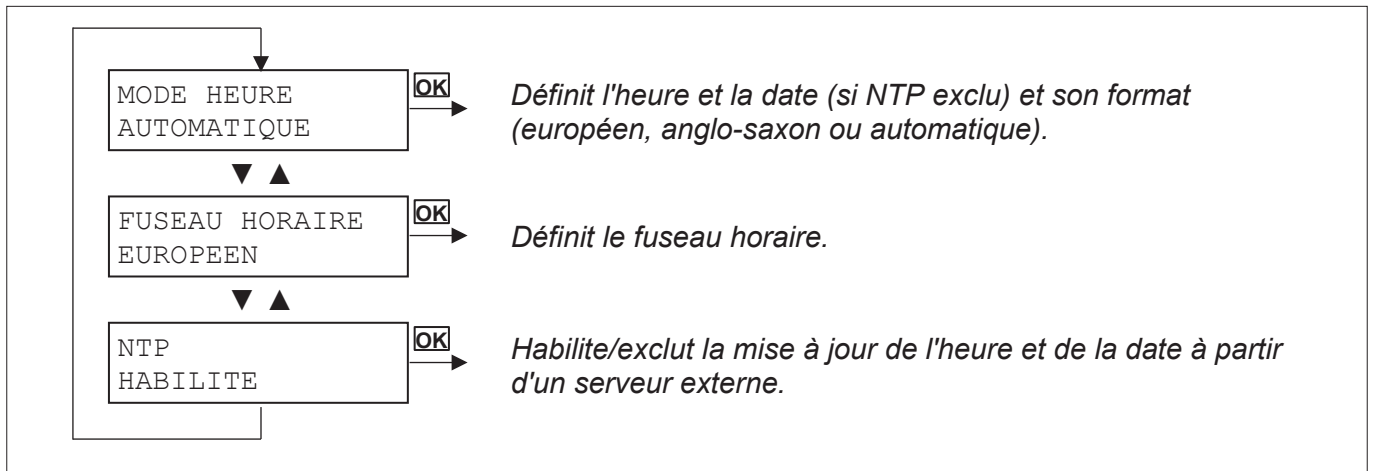 MODE HEURE
AUTOMATIQUE
OK
Définit l'heure et la date (si NTP exclu) et son format
(européen, anglo-saxon ou automatique).
▼ ▲
FUSEAU HORAIRE
EUROPEEN
OK
Définit le fuseau horaire.
▼ ▲
NTP
HABILITE
OK
Habilite/exclut la mise à jour de l'heure et de la date à partir
d'un serveur externe.